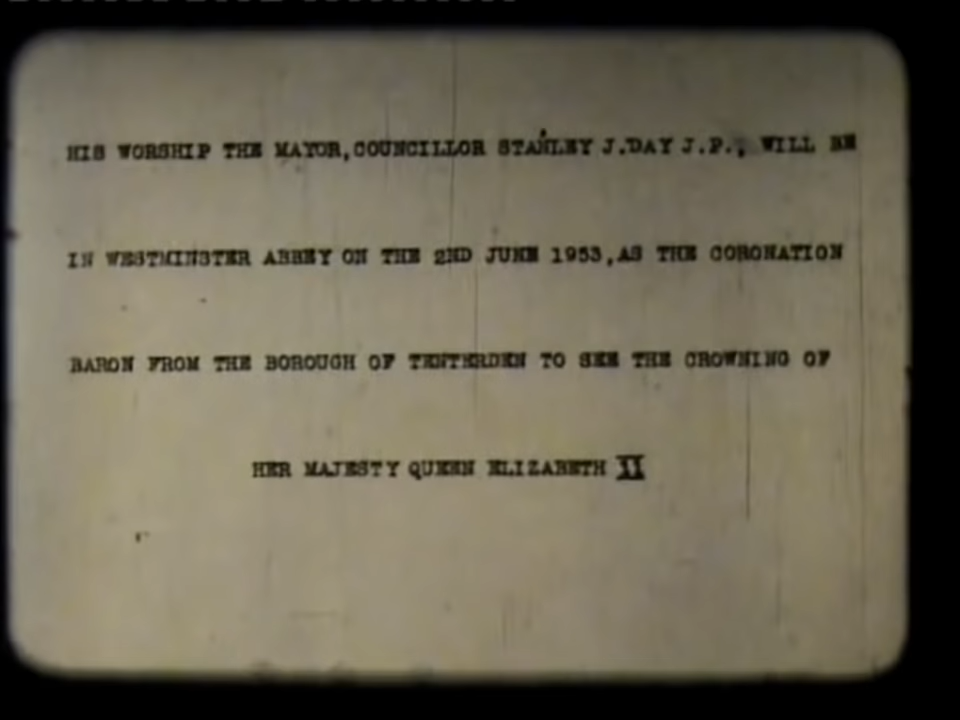 HIS WORSHIP THE MAYOR,COUNCILLOR STANLEY J.DAY J.P., WILL BE
IN WESTMINSTER ABBEY ON THE 2ND JUNE 1953,AS THE CORONATION
BARON FROM THE BOROUGH OF TENTERDEN TO SEE THE CROWNING OF
HER MAJESTY QUEEN ELIZABETH II